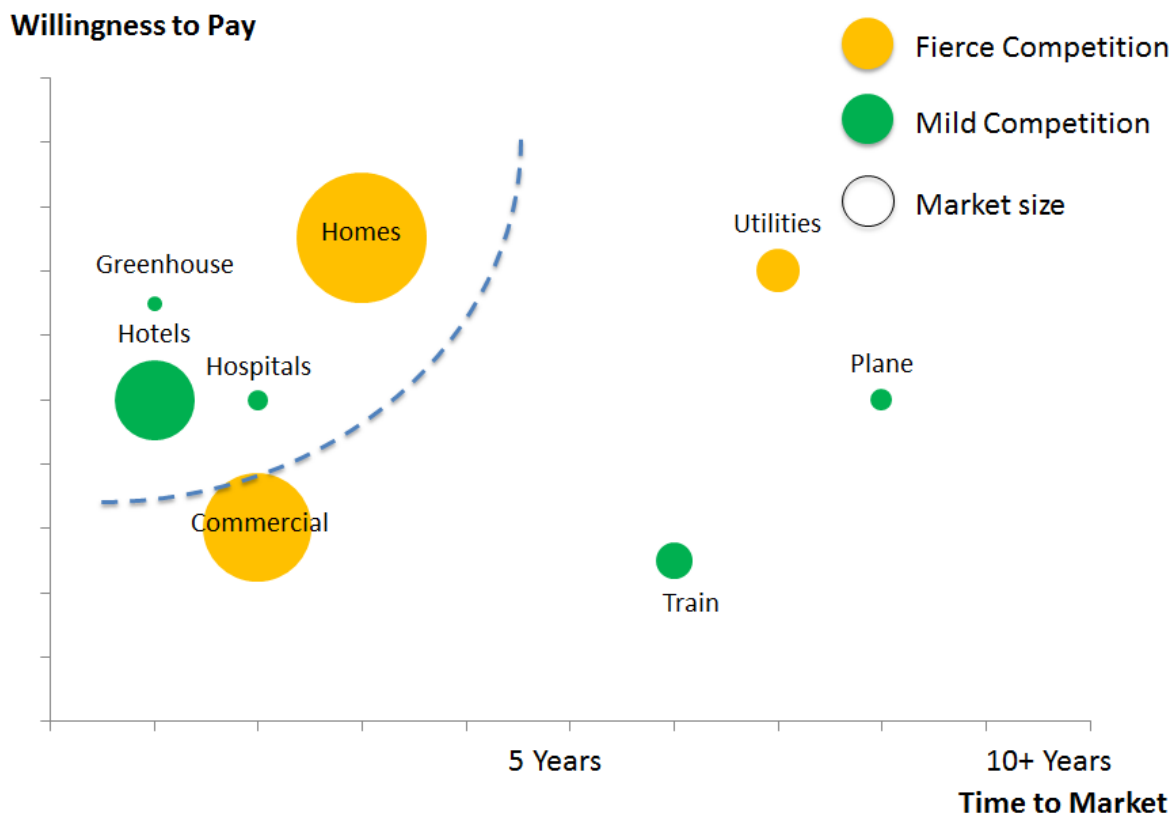 Willingness to Pay
Fierce Competition
Mild Competition
Market size
Homes
Utilities
Greenhouse
Hotels
Hospitals
Plane
Commercial
Train
5 Years
10+ Years
Time to Market